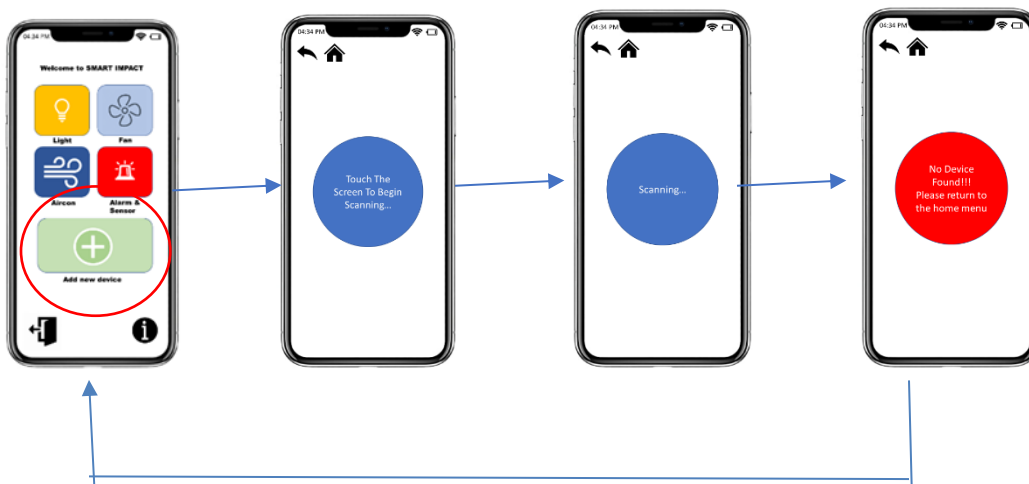 04:34 PM
Welcome to SMART IMPACT
Light
Fan
Aircon
Alarm &
Sensor
Add new device
04:34 PM
Touch The
Screen To Begin
Scanning...
04:34 PM
Scanning...
04:34 PM
No Device
Found!!!
Please return to
the home menu